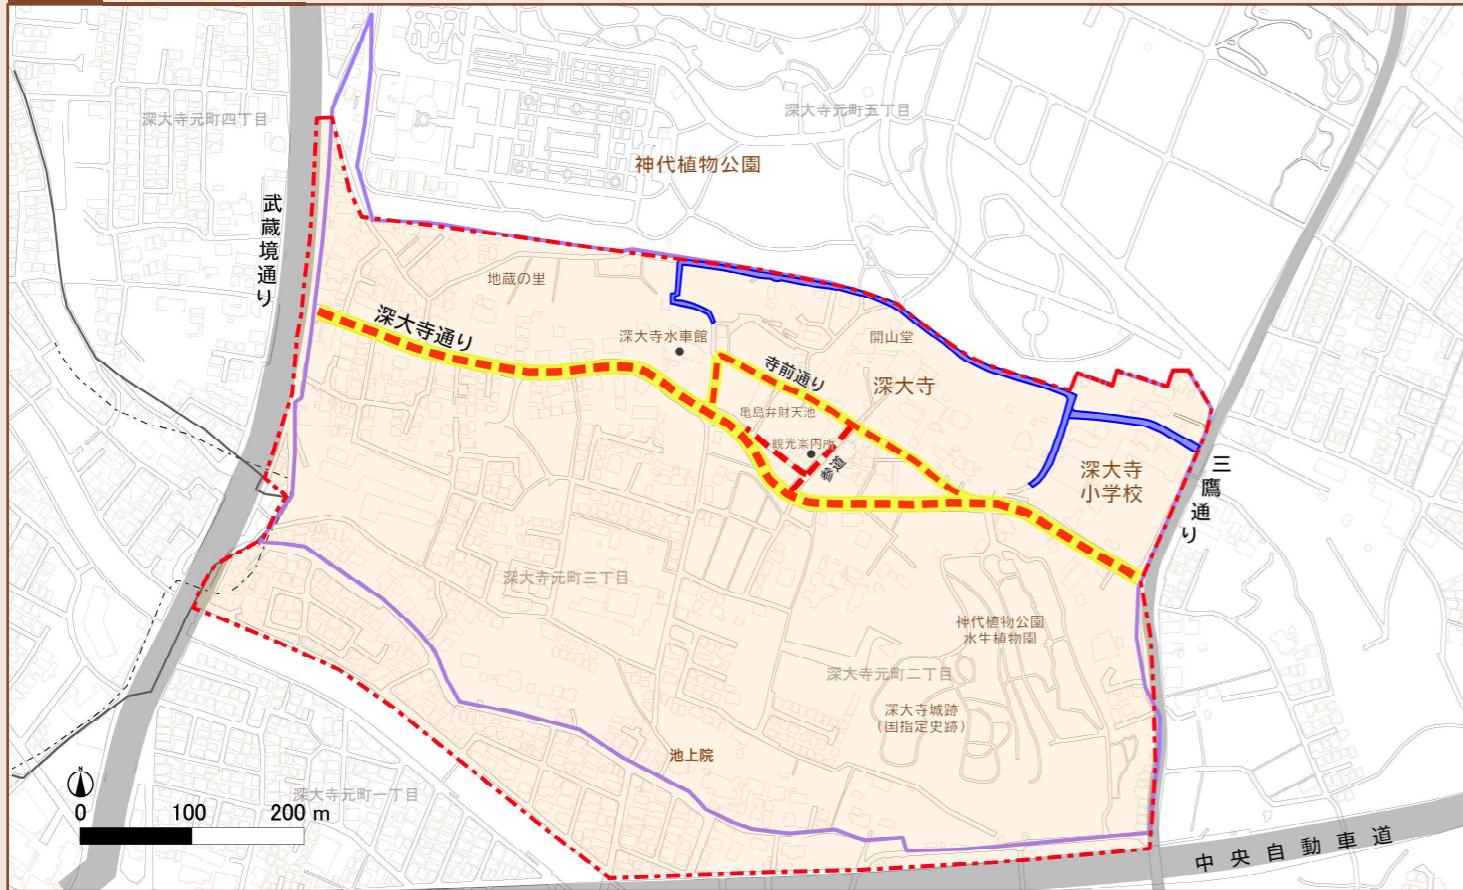 深大寺元町四丁目
深大寺元町五丁目
神代植物公園
武蔵境通り
地蔵の里
深大寺通り
深大寺水車館
開山堂
寺前通り
深大寺
亀島弁財天池
観光案内所
参道
深大寺
小学校
三鷹通り
深大寺元町三丁目
神代植物公園
水生植物園
深大寺元町二丁目
深大寺城跡
(国指定史跡)
池上院
N
深大寺元町一丁目
0 100 200 m
中央自動車道